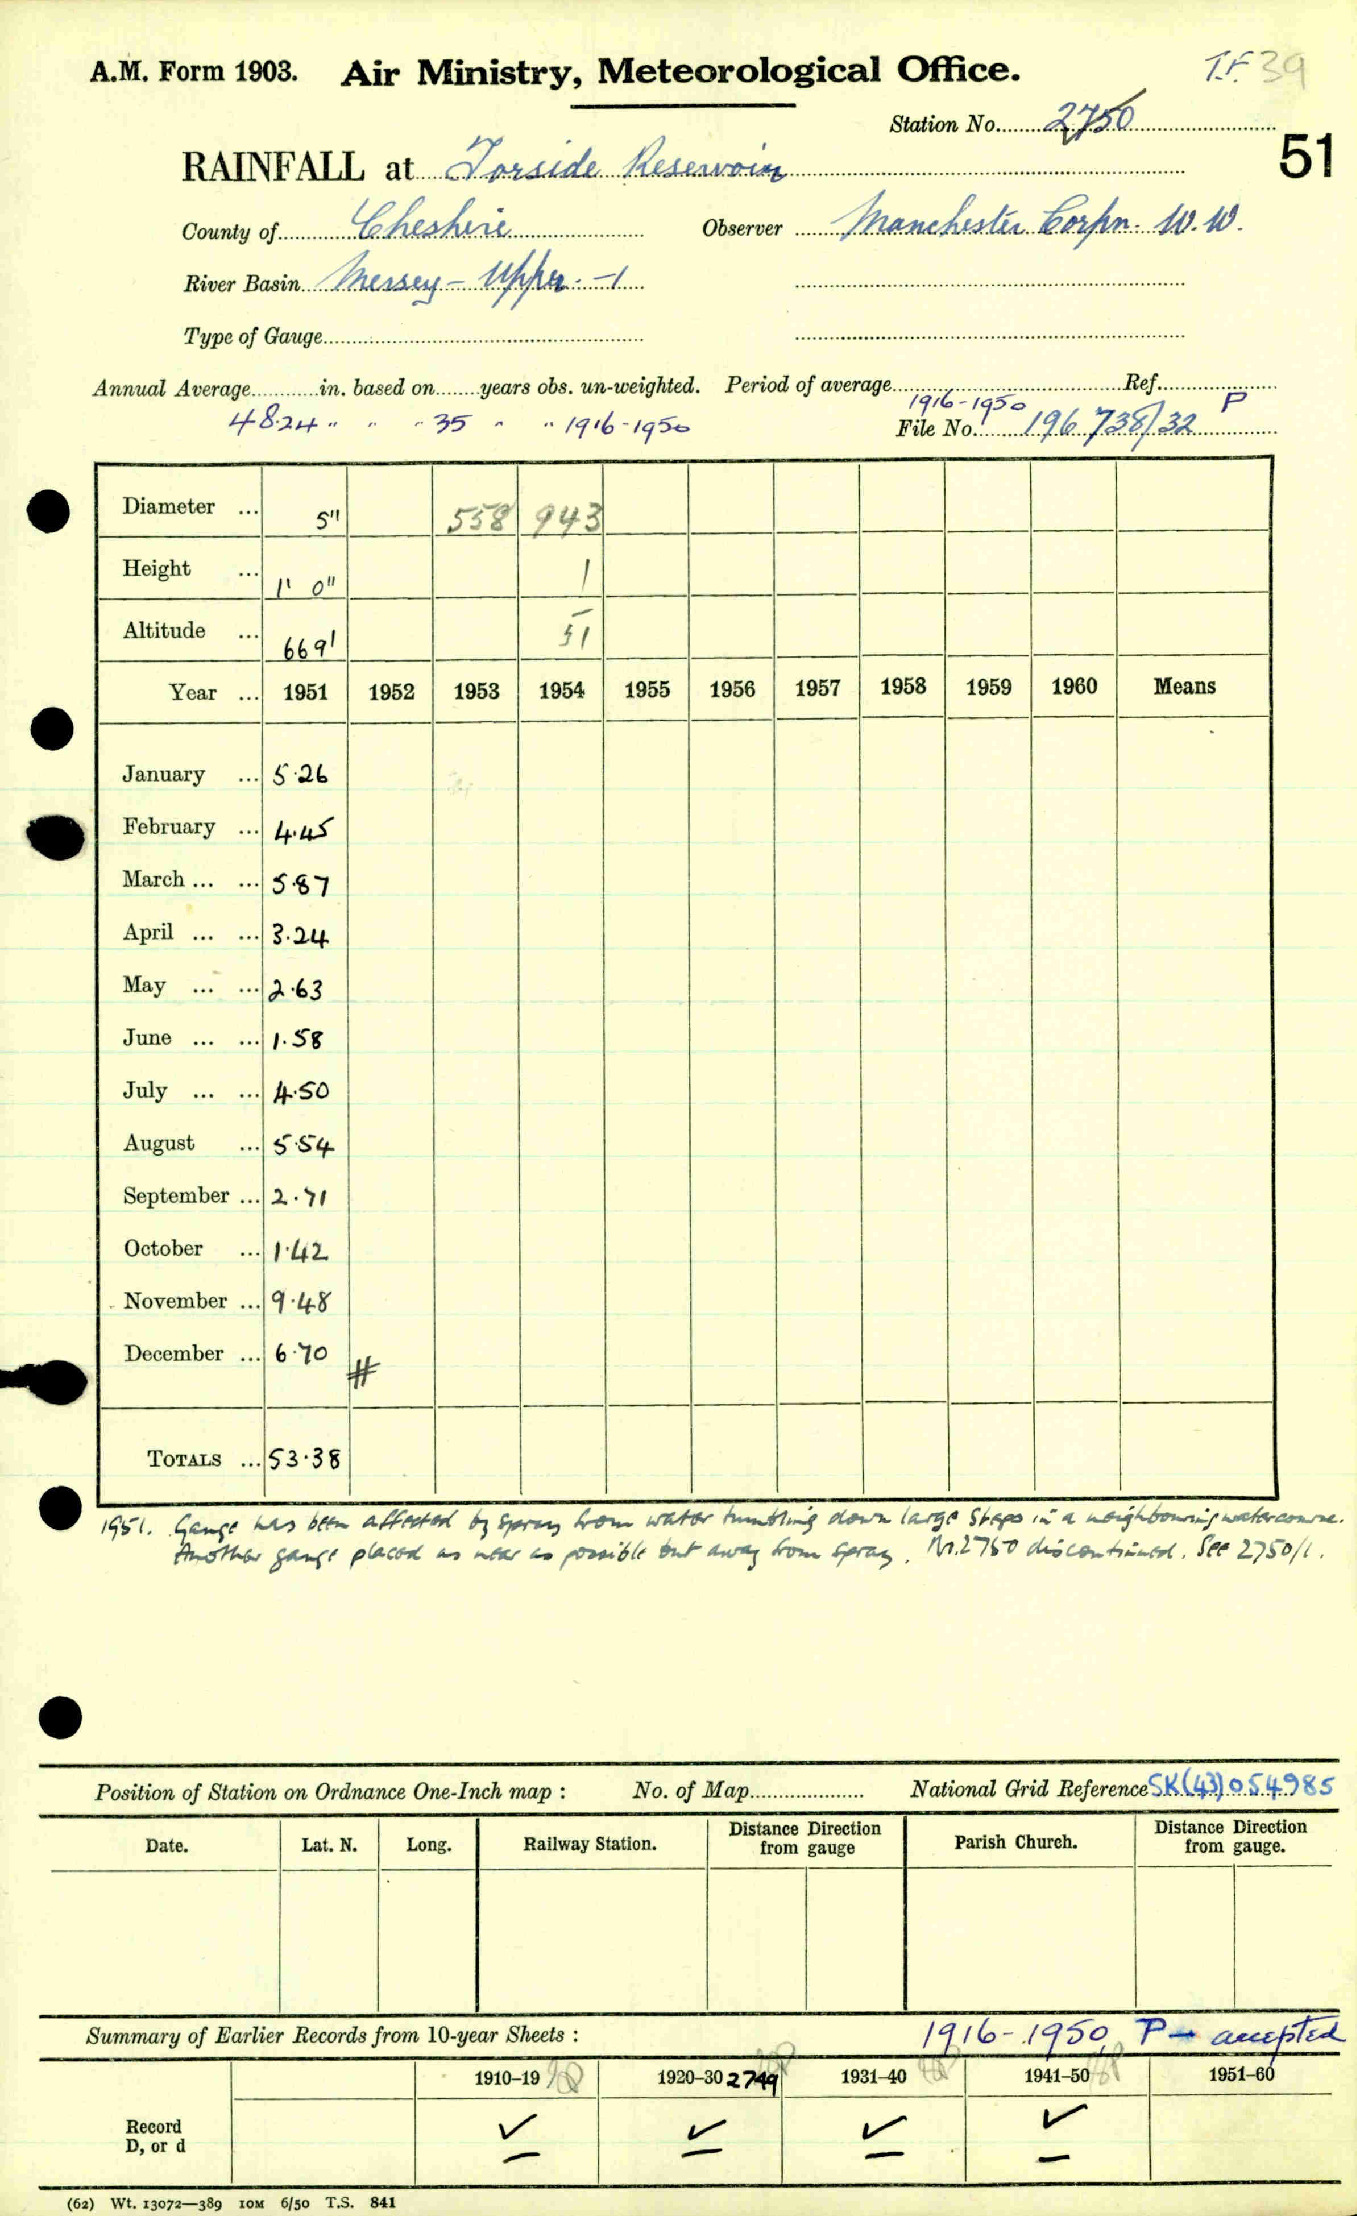 A.M. Form 1903. Air Ministry, Meteorological Office. T.F. 39
Station No. 2750
RAINFALL at Torside Reservoir 51
County of Cheshire Observer Manchester Corpn. W.W.
River Basin Mersey - Upper - 1
Type of Gauge
Annual Average in. based on years obs. un-weighted. Period of average 1916-1950 Ref. P
48.24 " " " 35 " " 1916-1950 File No. 196738/32
Diameter ... 5" 558 943
Height ... 1' 0" 1
Altitude ... 669' 51
Year ... 1951 1952 1953 1954 1955 1956 1957 1958 1959 1960 Means
January ... 5.26
February ... 4.45
March ... ... 5.87
April ... ... 3.24
May ... ... 2.63
June ... ... 1.58
July ... ... 4.50
August ... 5.54
September ... 2.71
October ... 1.42
November ... 9.48
December ... 6.70 #
TOTALS ... 53.38
1951. Gauge has been affected by spray from water tumbling down large steps in a neighbouring watercourse.
Another gauge placed as near as possible but away from spray. No. 2750 discontinued. See 2750/1.
Position of Station on Ordnance One-Inch map : No. of Map National Grid Reference SK(43)054985
Date. Lat. N. Long. Railway Station. Distance Direction from gauge Parish Church. Distance Direction from gauge.
Summary of Earlier Records from 10-year Sheets : 1916-1950 P - accepted
1910-19 1920-30 2749 1931-40 1941-50 1951-60
Record ✓ ✓ ✓ ✓
D, or d — — — —
(62) Wt. 13072—389 10M 6/50 T.S. 841